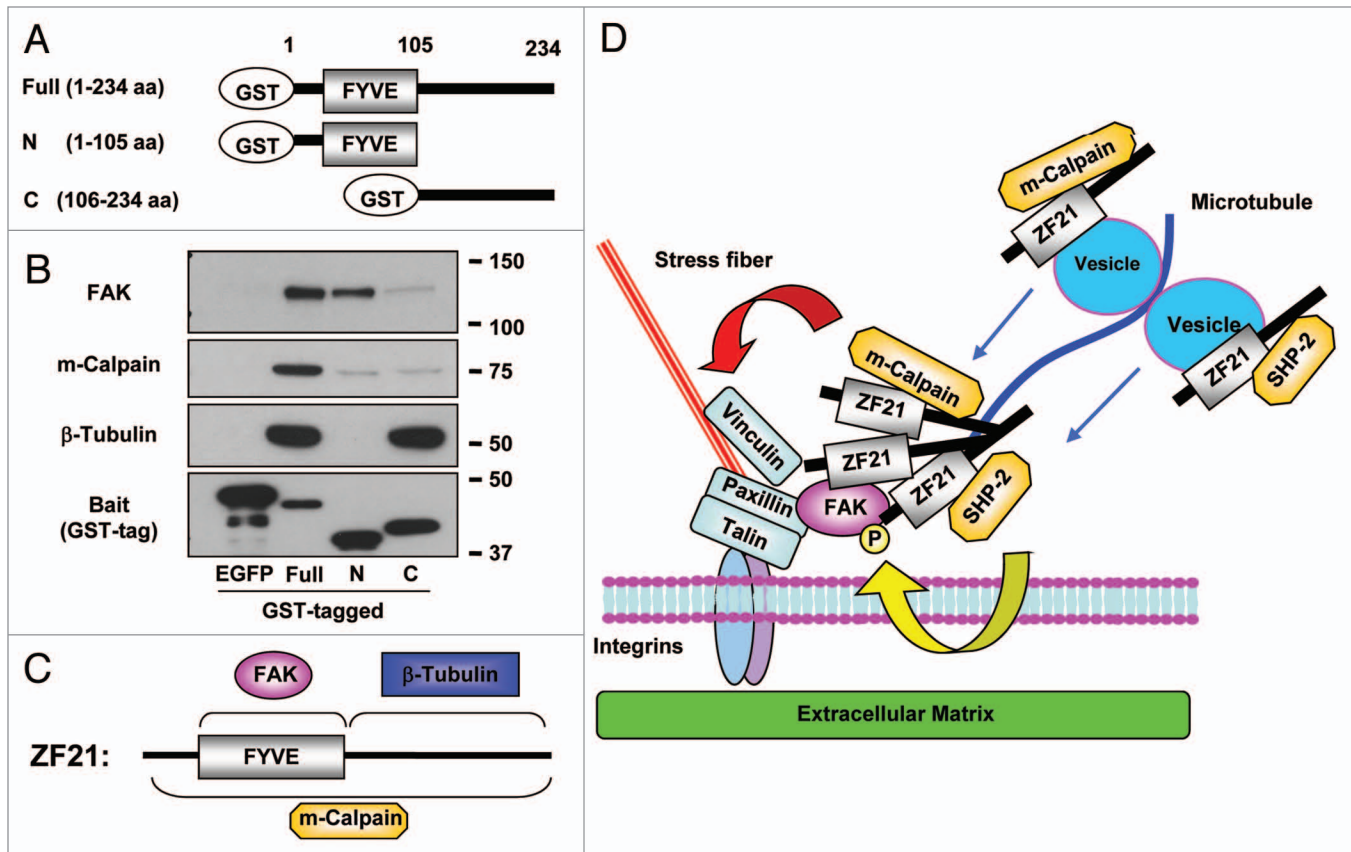 A
1 105 234
Full (1-234 aa)
GST FYVE
N (1-105 aa)
GST FYVE
C (106-234 aa)
GST
B
FAK
150
100
m-Calpain
75
β-Tubulin
50
Bait
(GST-tag)
50
37
EGFP Full N C
GST-tagged
C
FAK
β-Tubulin
ZF21:
FYVE
m-Calpain
D
m-Calpain
ZF21
Microtubule
Vesicle
Stress fiber
Vesicle
ZF21
SHP-2
m-Calpain
ZF21
Vinculin
ZF21
ZF21
SHP-2
Paxillin
FAK
Talin
P
Integrins
Extracellular Matrix